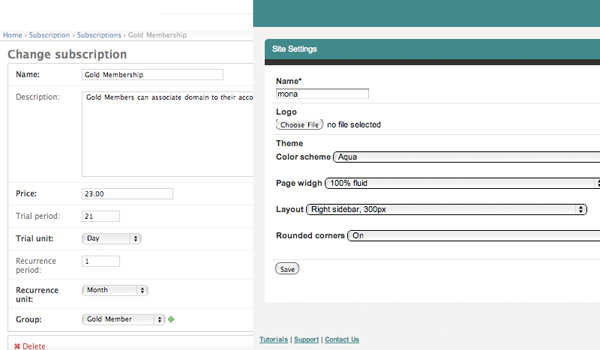 Home › Subscription › Subscriptions › Gold Membership
Change subscription
Name: Gold Membership
Description: Gold Members can associate domain to their acco
Price: 23.00
Trial period: 21
Trial unit: Day
Recurrence
period: 1
Recurrence
unit: Month
Group: Gold Member
Delete
Site Settings
Name*
mona
Logo
Choose File no file selected
Theme
Color scheme Aqua
Page widgh 100% fluid
Layout Right sidebar, 300px
Rounded corners On
Save
Tutorials | Support | Contact Us